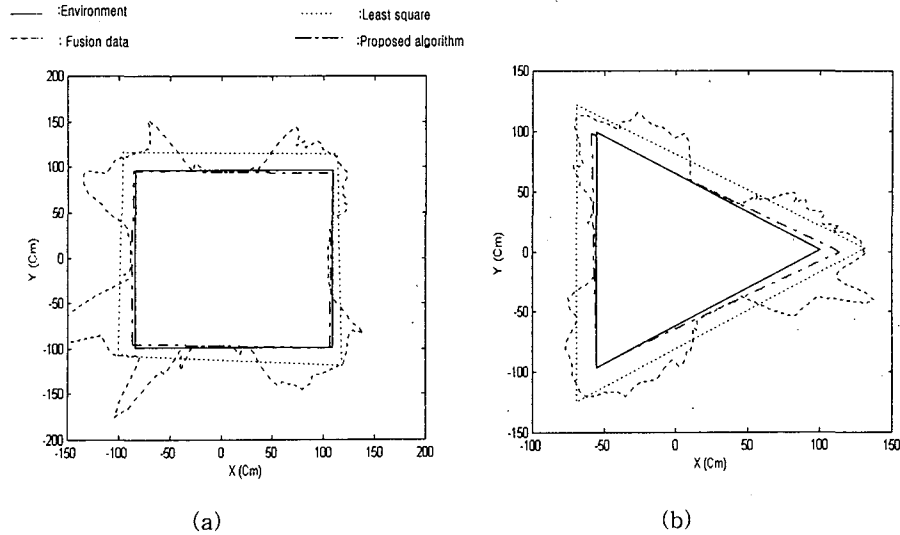 :Environment
:Least square
: Fusion data
:Proposed algorithm
200
150
100
50
0
-50
-100
-150
-200
Y (Cm)
-150 -100 -50 0 50 100 150 200
X (Cm)
(a)
150
100
50
0
-50
-100
-150
Y (Cm)
-100 -50 0 50 100 150
X (Cm)
(b)